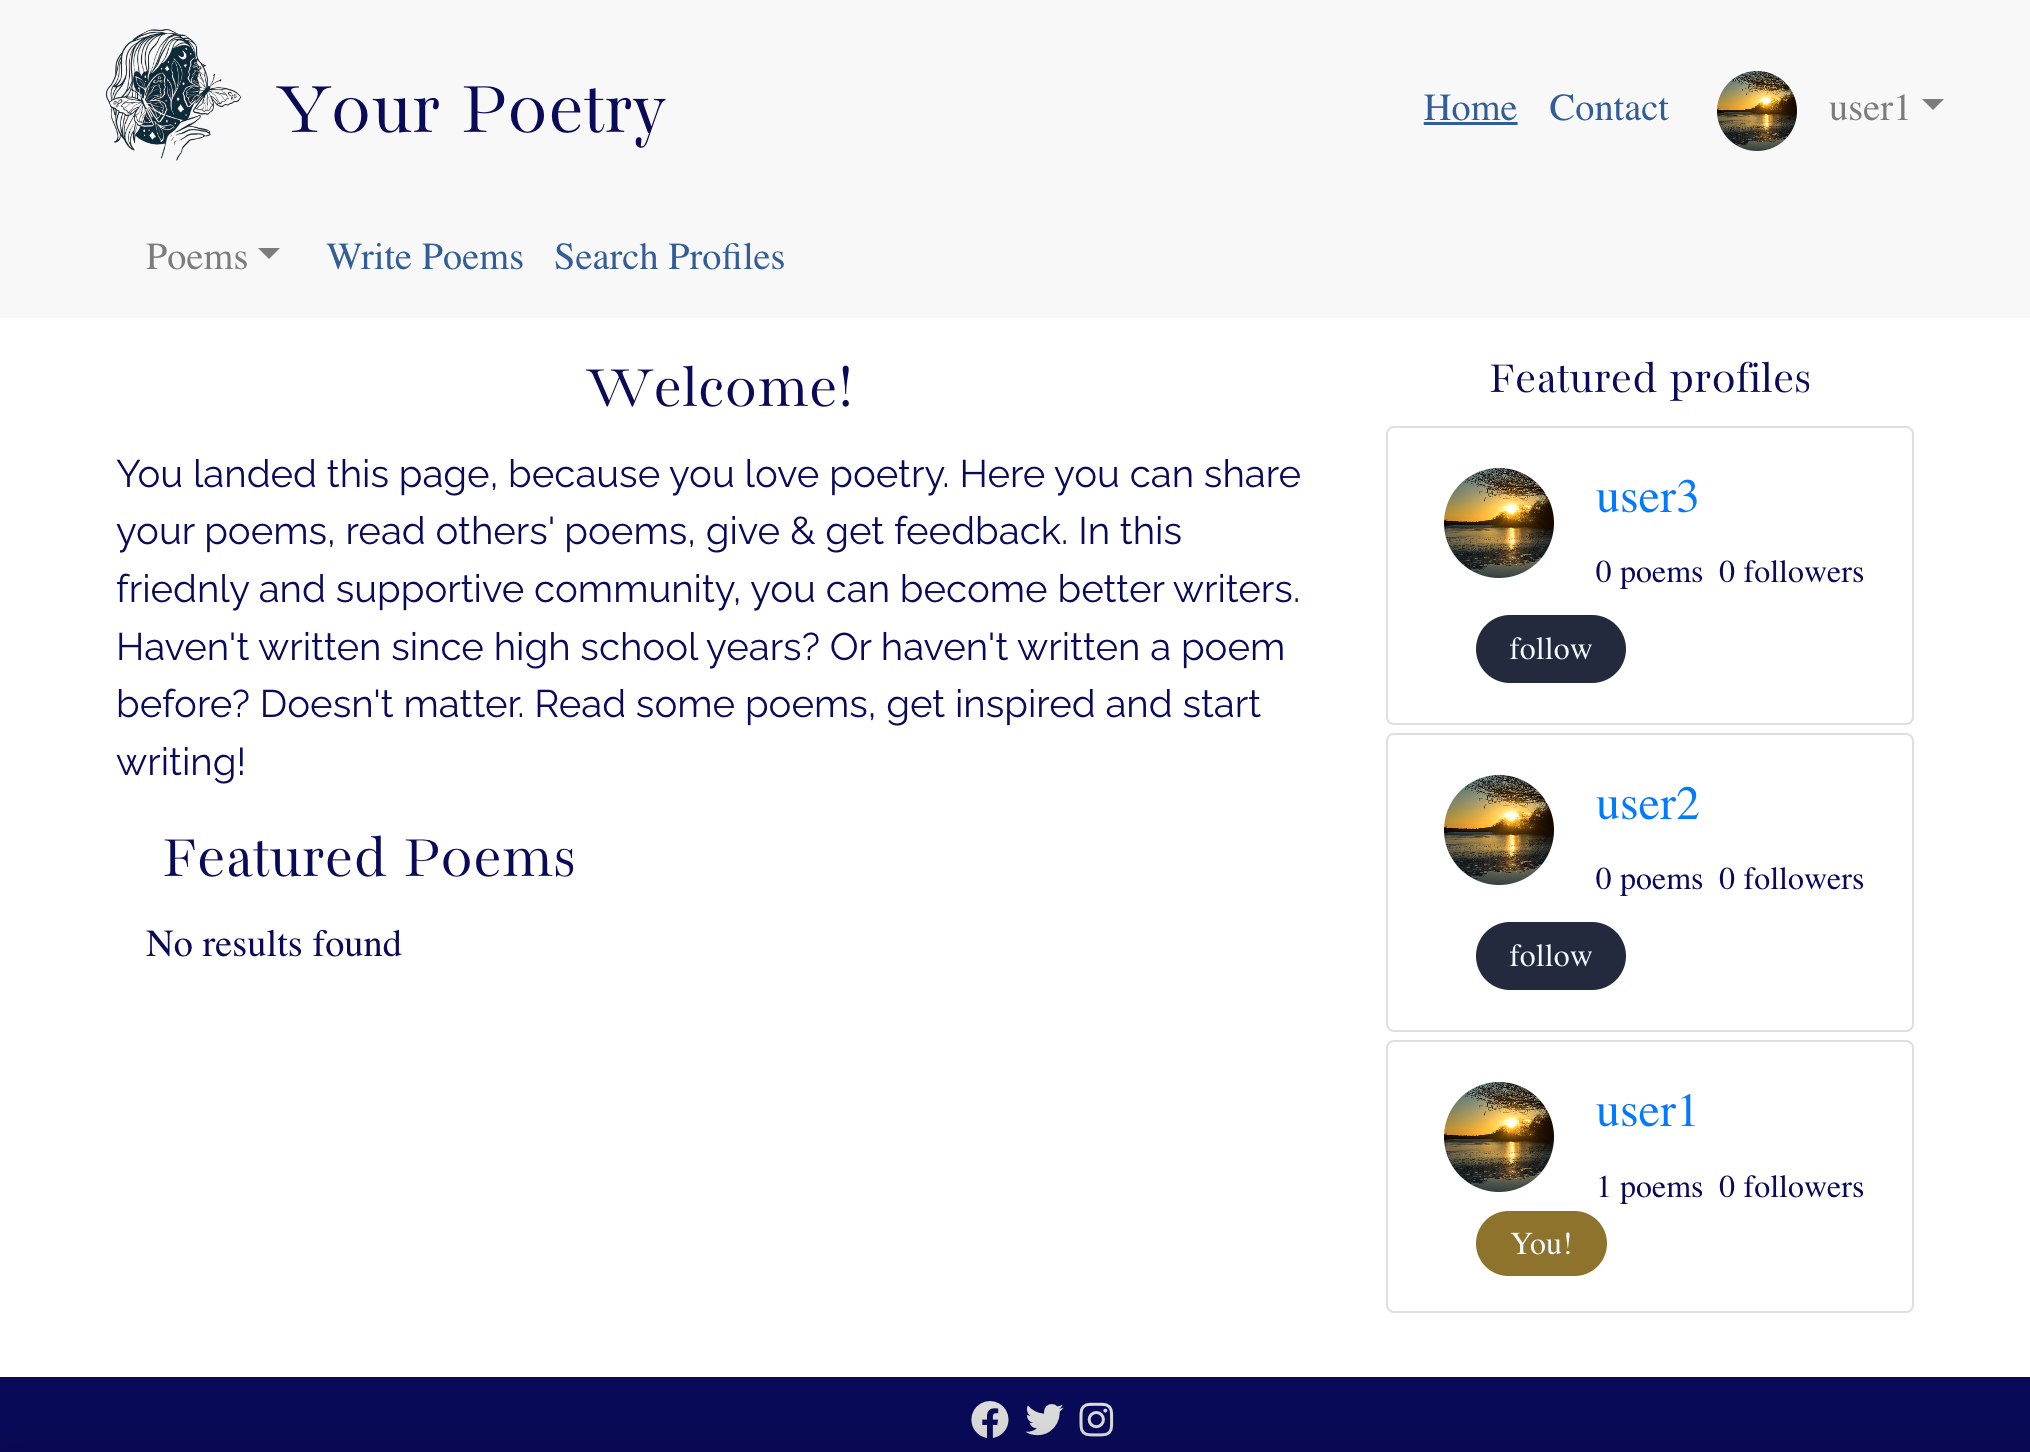 Your Poetry
Home Contact user1
Poems Write Poems Search Profiles
Welcome!
You landed this page, because you love poetry. Here you can share
your poems, read others' poems, give & get feedback. In this
friednly and supportive community, you can become better writers.
Haven't written since high school years? Or haven't written a poem
before? Doesn't matter. Read some poems, get inspired and start
writing!
Featured Poems
No results found
Featured profiles
user3
0 poems 0 followers
follow
user2
0 poems 0 followers
follow
user1
1 poems 0 followers
You!